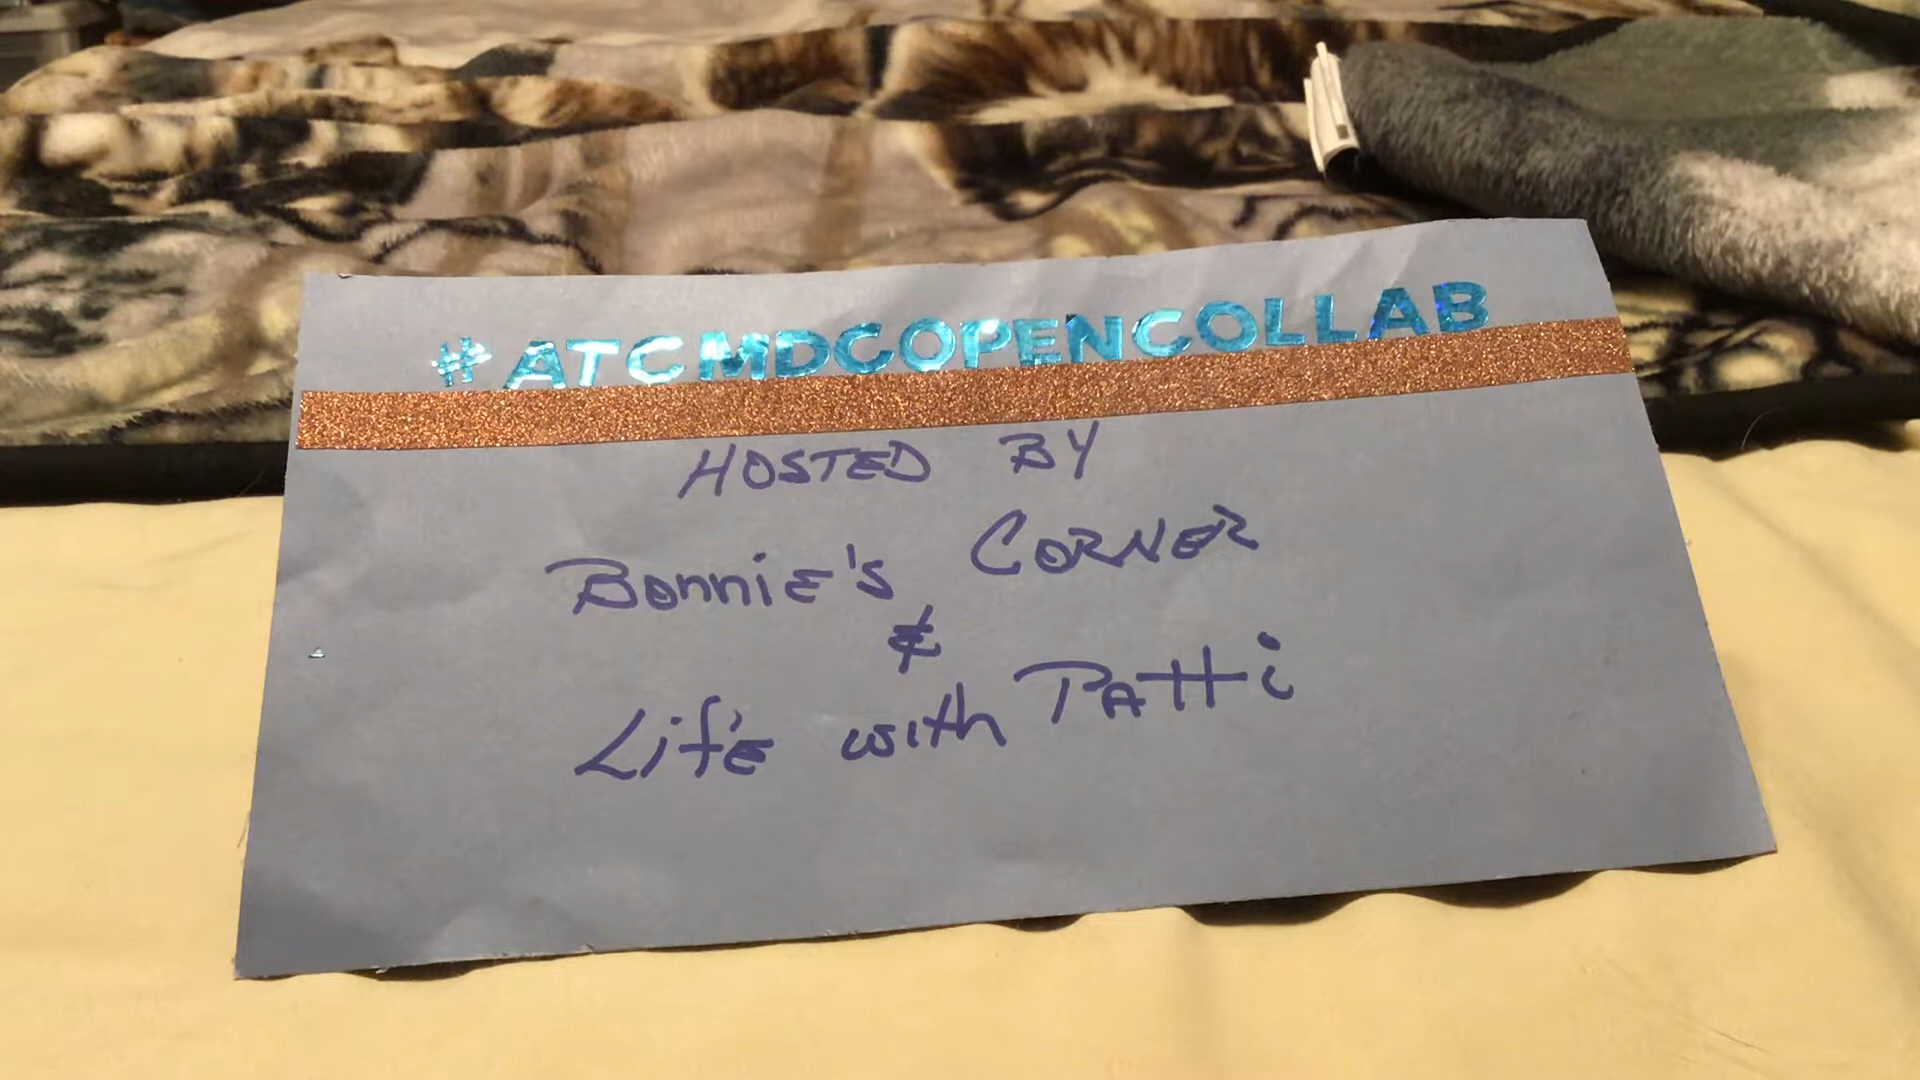 #ATCMDCOPENCOLLAB
HOSTED BY
Bonnie's CORNER
&
Life with PATTi